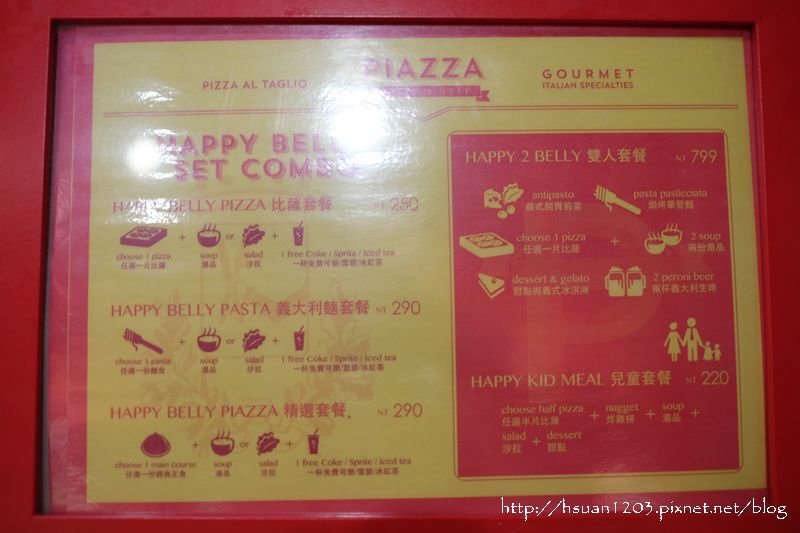 PIZZA AL TAGLIO
PIAZZA
GOURMET
ITALIAN SPECIALTIES
HAPPY BELLY
SET COMBO
HAPPY BELLY PIZZA 比薩套餐 NT 250
+ or +
choose 1 pizza soup salad 1 free Coke / Sprite / Iced tea
任選一片比薩 湯品 沙拉 一杯免費可樂/雪碧/冰紅茶
HAPPY BELLY PASTA 義大利麵套餐 NT 290
+ or +
choose 1 pasta soup salad 1 free Coke / Sprite / Iced tea
任選一份麵食 湯品 沙拉 一杯免費可樂/雪碧/冰紅茶
HAPPY BELLY PIAZZA 精選套餐 NT 290
+ or +
choose 1 main course soup salad 1 free Coke / Sprite / Iced tea
任選一份經典主食 湯品 沙拉 一杯免費可樂/雪碧/冰紅茶
HAPPY 2 BELLY 雙人套餐 NT 799
antipasto pasta pasticciata
義式開胃前菜 焗烤筆管麵
choose 1 pizza + 2 soup
任選一片比薩 兩份湯品
dessert & gelato 2 peroni beer
甜點與義式冰淇淋 兩杯義大利生啤
HAPPY KID MEAL 兒童套餐 NT 220
choose half pizza + nugget + soup +
任選半片比薩 炸雞柳 湯品
salad + dessert
沙拉 甜點
http://hsuan1203.pixnet.net/blog